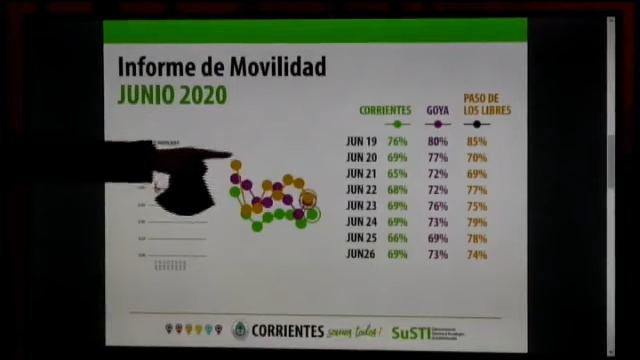 Informe de Movilidad
JUNIO 2020
CORRIENTES GOYA PASO DE LOS LIBRES
JUN 19 76% 80% 85%
JUN 20 69% 77% 70%
JUN 21 65% 72% 69%
JUN 22 68% 72% 77%
JUN 23 69% 76% 75%
JUN 24 69% 73% 79%
JUN 25 66% 69% 78%
JUN26 69% 73% 74%
CORRIENTES somos todos! SuSTI